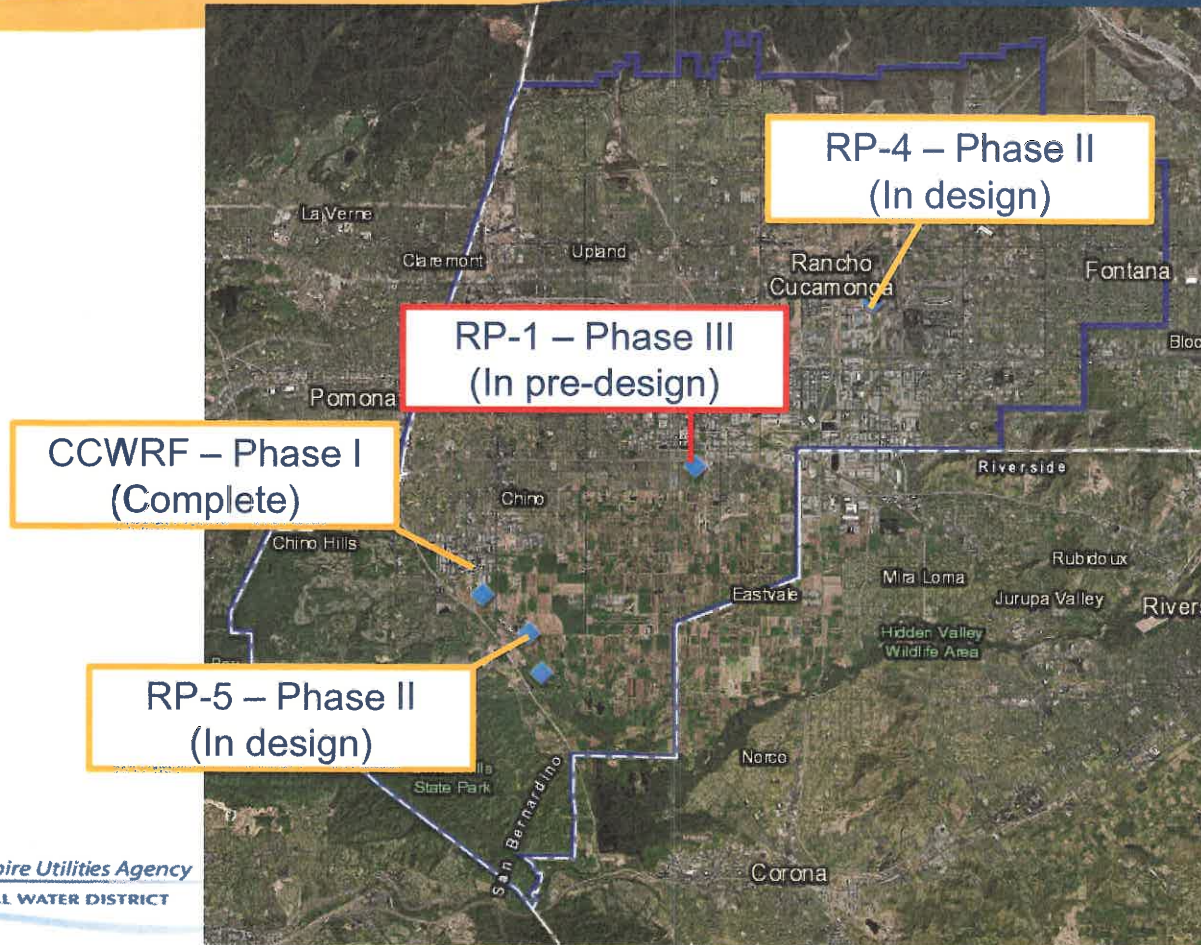 RP-4 – Phase II
(In design)
La Verne
Claremont
Upland
Rancho
Cucamonga
Fontana
RP-1 – Phase III
(In pre-design)
Pomona
CCWRF – Phase I
(Complete)
Riverside
Chino
Chino Hills
Rubidoux
Mira Loma
Eastvale
Jurupa Valley
Hidden Valley
Wildlife Area
RP-5 – Phase II
(In design)
Norco
State Park
San Bernardino
Corona
Utilities Agency
WATER DISTRICT